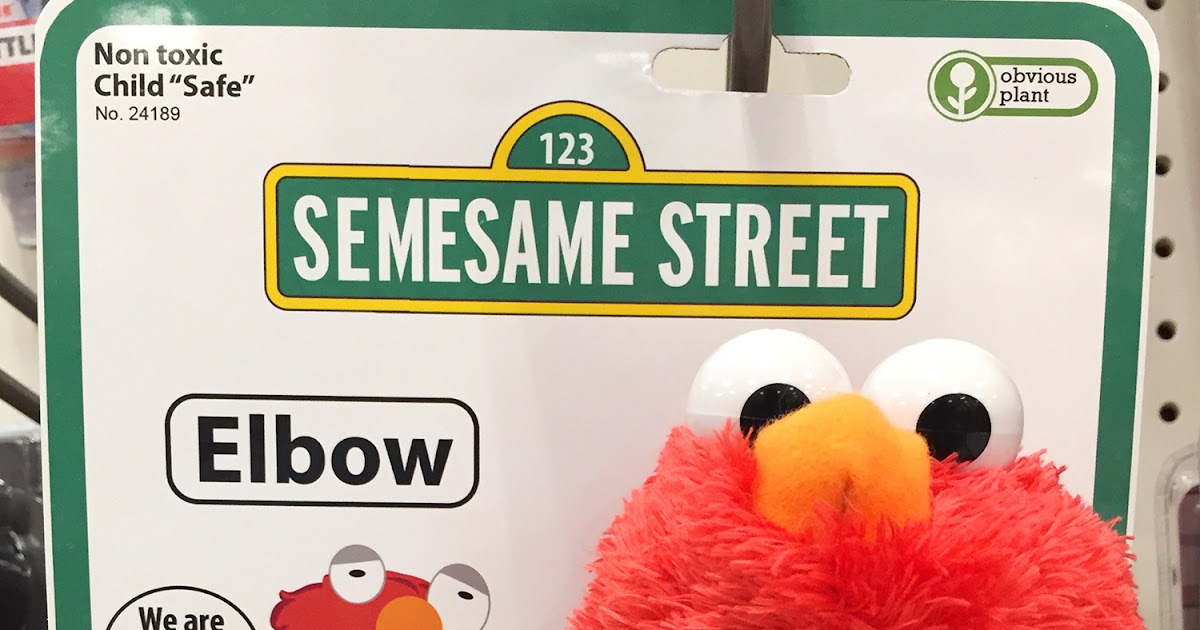 Non toxic
Child “Safe”
No. 24189
obvious
plant
123
SEMESAME STREET
Elbow
We are